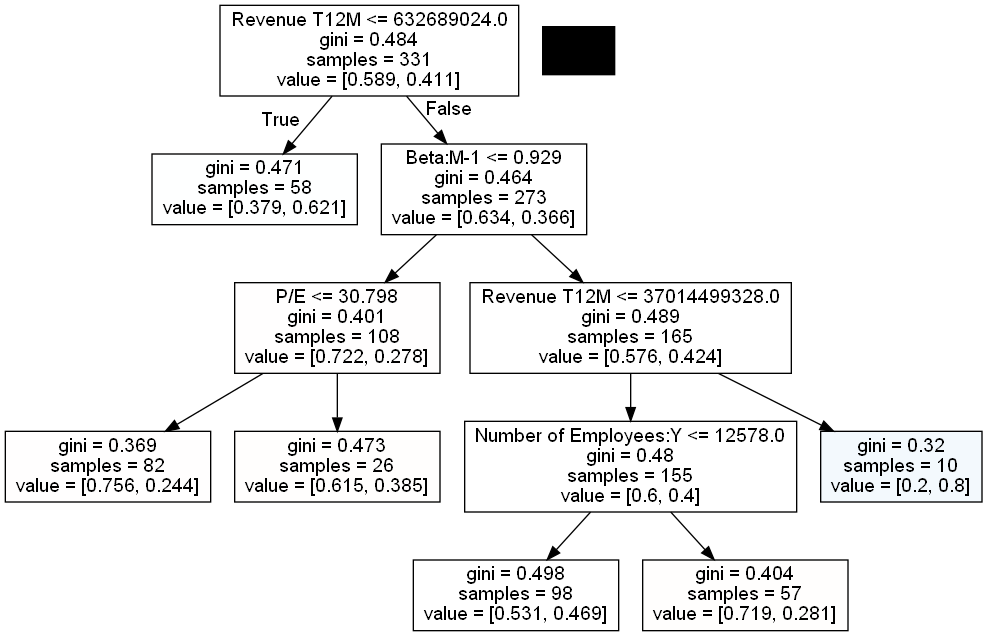 Revenue T12M <= 632689024.0
gini = 0.484
samples = 331
value = [0.589, 0.411]
True
False
gini = 0.471
samples = 58
value = [0.379, 0.621]
Beta:M-1 <= 0.929
gini = 0.464
samples = 273
value = [0.634, 0.366]
P/E <= 30.798
gini = 0.401
samples = 108
value = [0.722, 0.278]
Revenue T12M <= 37014499328.0
gini = 0.489
samples = 165
value = [0.576, 0.424]
gini = 0.369
samples = 82
value = [0.756, 0.244]
gini = 0.473
samples = 26
value = [0.615, 0.385]
Number of Employees:Y <= 12578.0
gini = 0.48
samples = 155
value = [0.6, 0.4]
gini = 0.32
samples = 10
value = [0.2, 0.8]
gini = 0.498
samples = 98
value = [0.531, 0.469]
gini = 0.404
samples = 57
value = [0.719, 0.281]